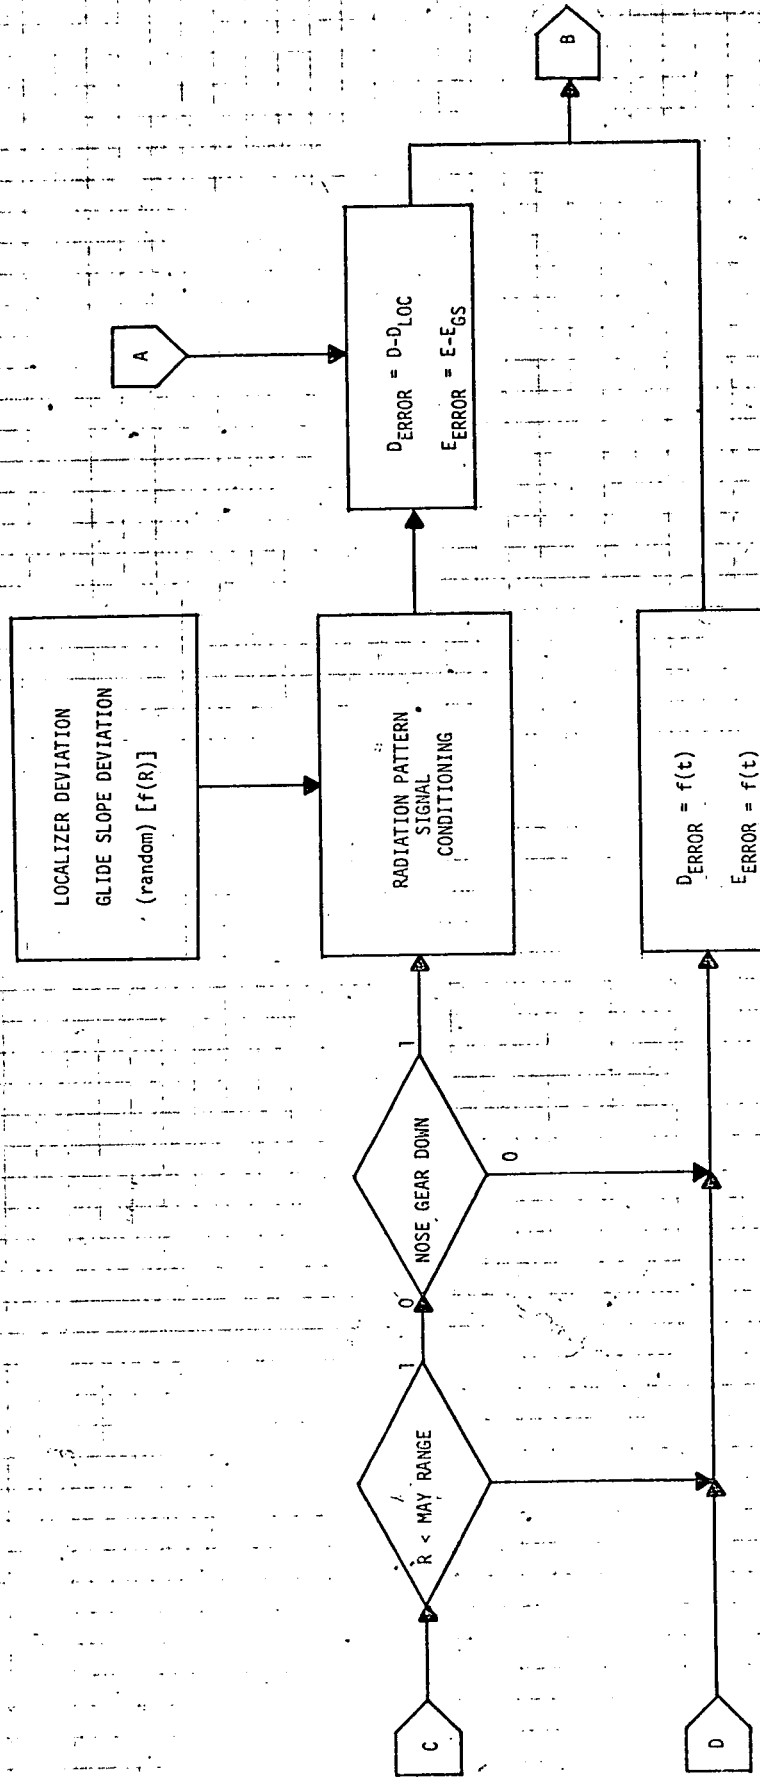 LOCALIZER DEVIATION
GLIDE SLOPE DEVIATION
(random) [f(R)]
A
B
C
R < MAY RANGE
1
0
NOSE GEAR DOWN
1
0
RADIATION PATTERN
SIGNAL
CONDITIONING
D_ERROR = D-D_LOC
E_ERROR = E-E_GS
D
D_ERROR = f(t)
E_ERROR = f(t)